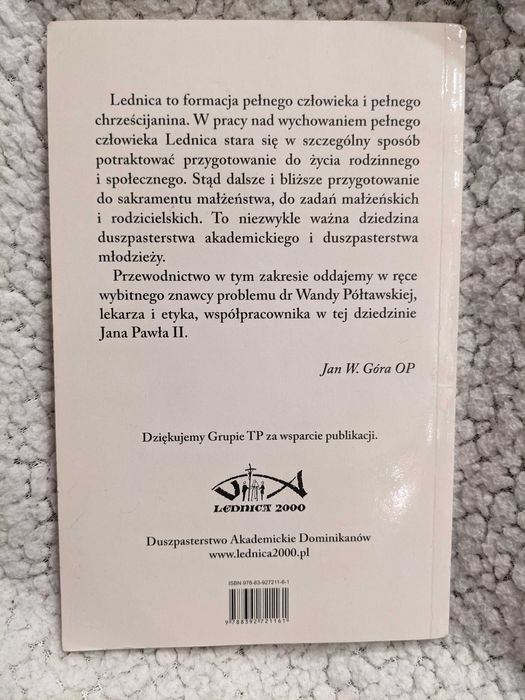 Lednica to formacja pełnego człowieka i pełnego
chrześcijanina. W pracy nad wychowaniem pełnego
człowieka Lednica stara się w szczególny sposób
potraktować przygotowanie do życia rodzinnego
i społecznego. Stąd dalsze i bliższe przygotowanie
do sakramentu małżeństwa, do zadań małżeńskich
i rodzicielskich. To niezwykle ważna dziedzina
duszpasterstwa akademickiego i duszpasterstwa
młodzieży.
Przewodnictwo w tym zakresie oddajemy w ręce
wybitnego znawcy problemu dr Wandy Półtawskiej,
lekarza i etyka, współpracownika w tej dziedzinie
Jana Pawła II.
Jan W. Góra OP
Dziękujemy Grupie TP za wsparcie publikacji.
LEDNICA 2000
Duszpasterstwo Akademickie Dominikanów
www.lednica2000.pl
ISBN 978-83-927211-6-1
9 788392 721161